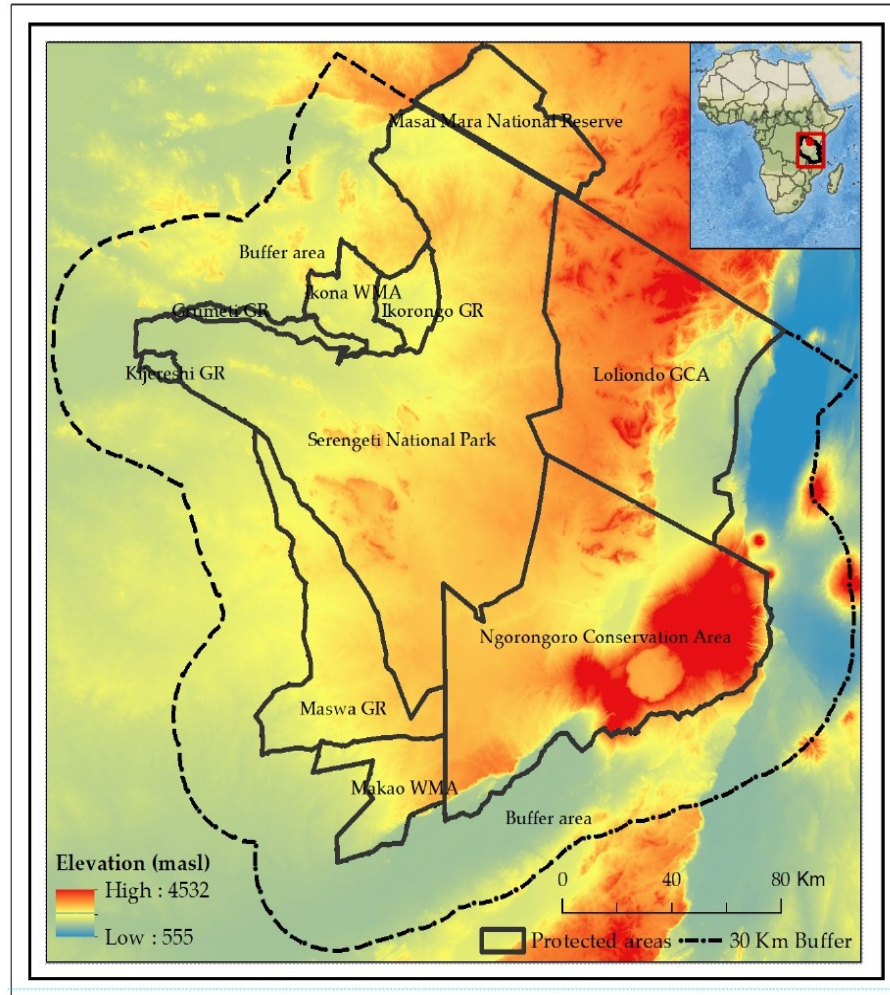 Masai Mara National Reserve
Buffer area
Ikona WMA
Grumeti GR
Ikorongo GR
Kijereshi GR
Loliondo GCA
Serengeti National Park
Ngorongoro Conservation Area
Maswa GR
Makao WMA
Buffer area
Elevation (masl)
High : 4532
Low : 555
0 40 80 Km
Protected areas 30 Km Buffer